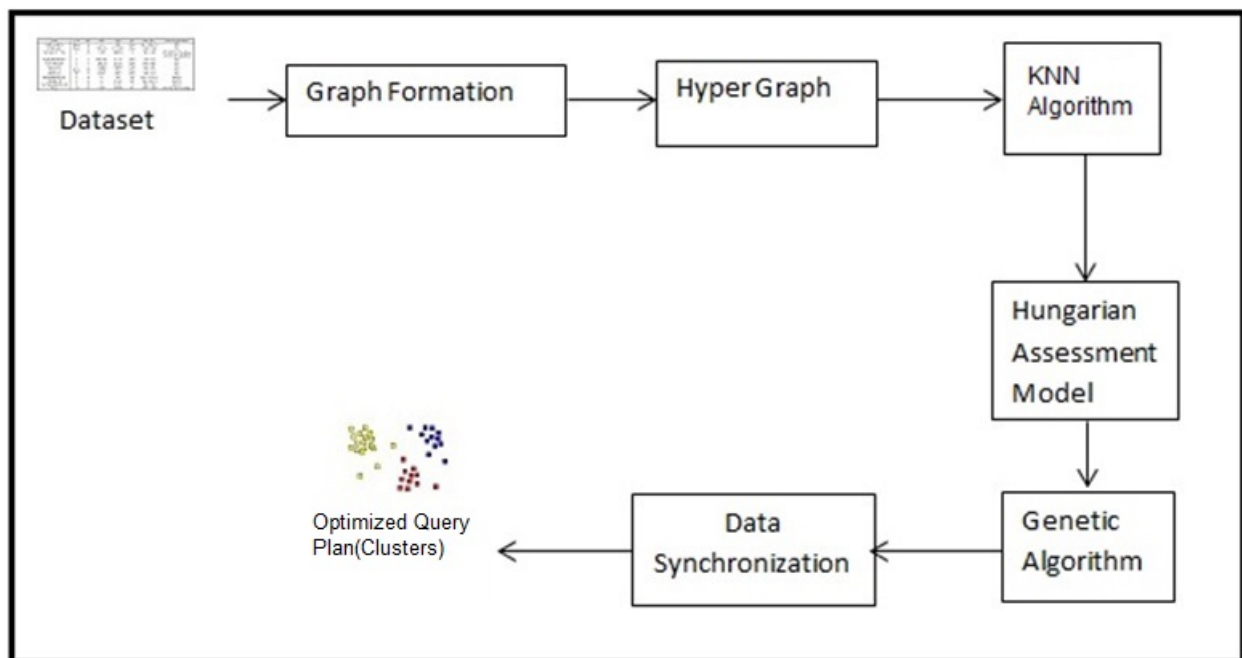 Dataset
Graph Formation
Hyper Graph
KNN
Algorithm
Hungarian
Assessment
Model
Genetic
Algorithm
Data
Synchronization
Optimized Query
Plan(Clusters)